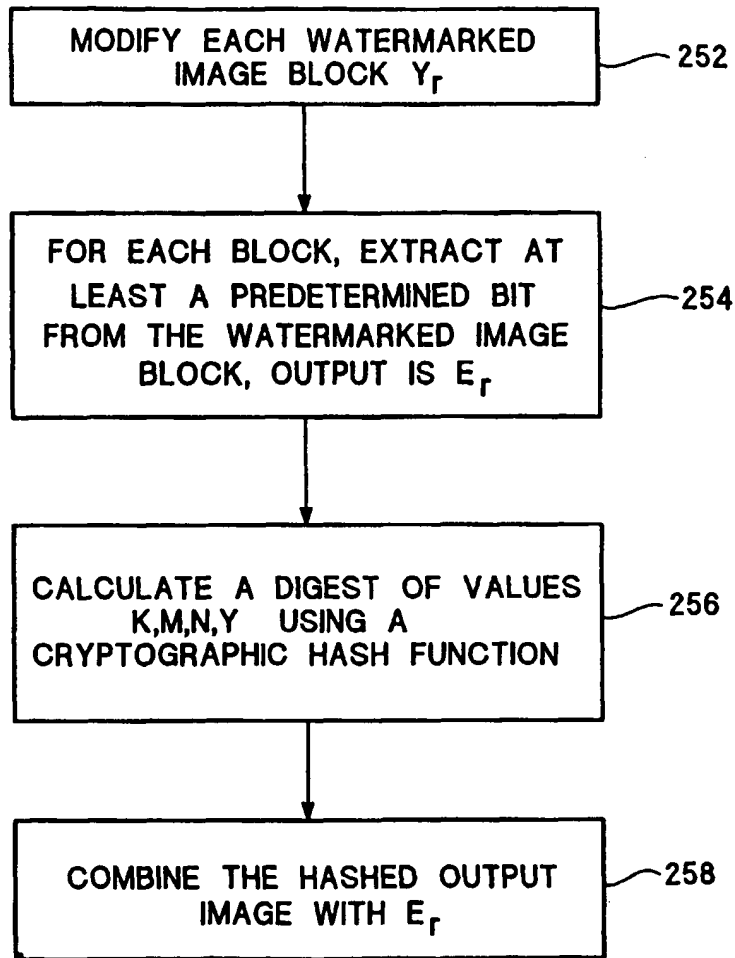 MODIFY EACH WATERMARKED
IMAGE BLOCK Yr
252
FOR EACH BLOCK, EXTRACT AT
LEAST A PREDETERMINED BIT
FROM THE WATERMARKED IMAGE
BLOCK, OUTPUT IS Er
254
CALCULATE A DIGEST OF VALUES
K,M,N,Y USING A
CRYPTOGRAPHIC HASH FUNCTION
256
COMBINE THE HASHED OUTPUT
IMAGE WITH Er
258